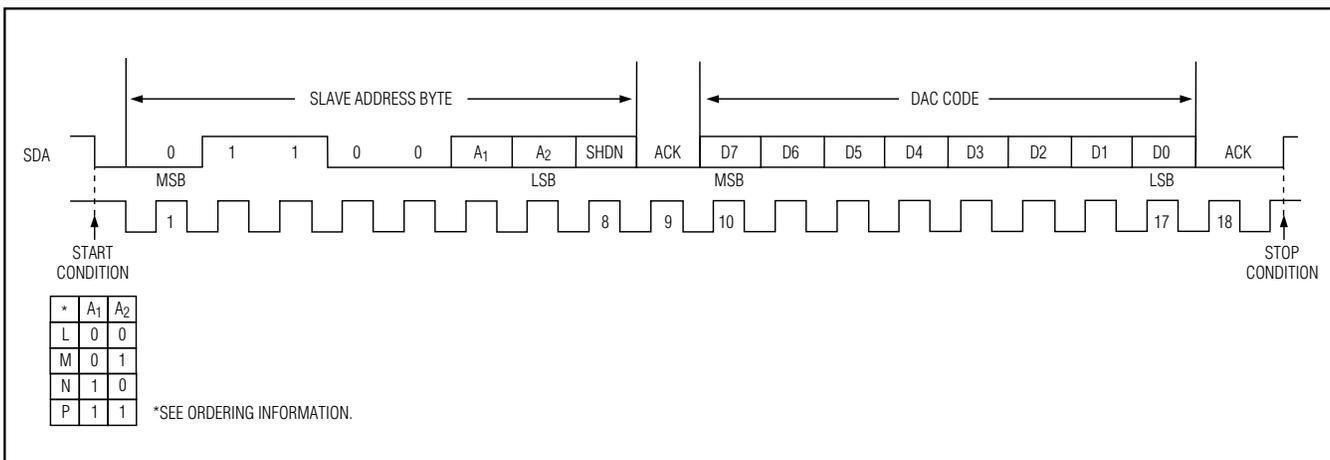 SLAVE ADDRESS BYTE DAC CODE
SDA 0 1 1 0 0 A1 A2 SHDN ACK D7 D6 D5 D4 D3 D2 D1 D0 ACK
MSB LSB MSB LSB
1 8 9 10 17 18
START
CONDITION
STOP
CONDITION
* A1 A2
L 0 0
M 0 1
N 1 0
P 1 1
*SEE ORDERING INFORMATION.